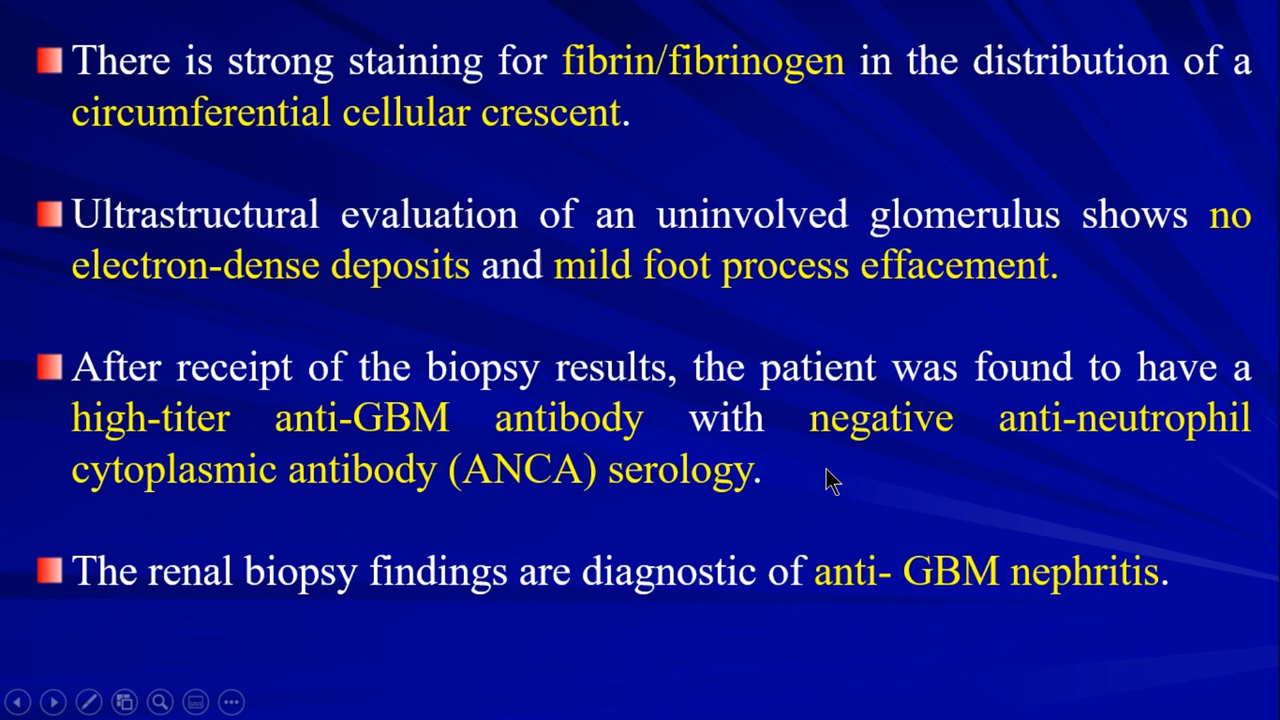 There is strong staining for fibrin/fibrinogen in the distribution of a
circumferential cellular crescent.
Ultrastructural evaluation of an uninvolved glomerulus shows no
electron-dense deposits and mild foot process effacement.
After receipt of the biopsy results, the patient was found to have a
high-titer anti-GBM antibody with negative anti-neutrophil
cytoplasmic antibody (ANCA) serology.
The renal biopsy findings are diagnostic of anti- GBM nephritis.